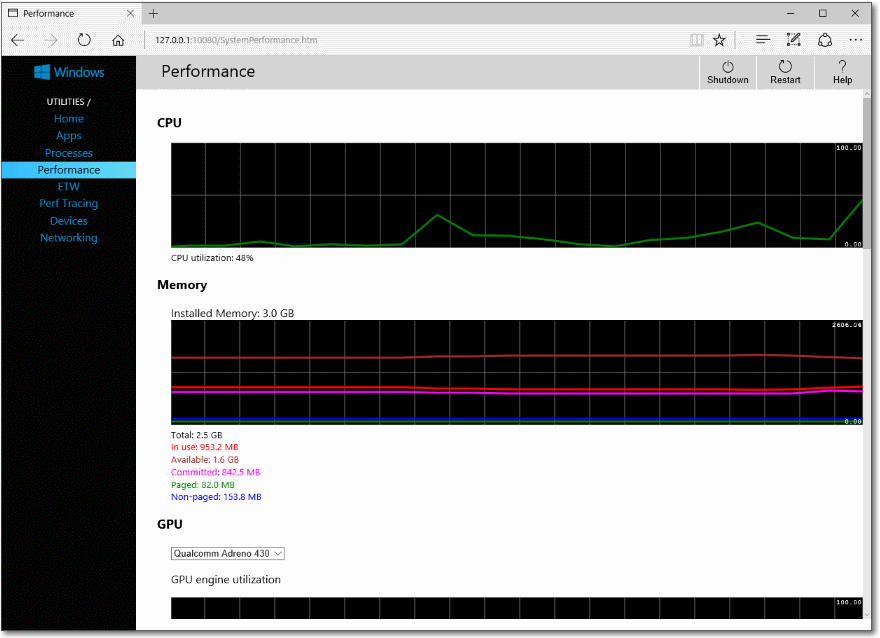 Performance
127.0.0.1:10080/SystemPerformance.htm
Windows
Performance
Shutdown
Restart
Help
UTILITIES /
Home
Apps
Processes
Performance
ETW
Perf Tracing
Devices
Networking
CPU
100.00
0.00
CPU utilization: 48%
Memory
Installed Memory: 3.0 GB
2606.04
0.00
Total: 2.5 GB
In use: 953.2 MB
Available: 1.6 GB
Committed: 842.5 MB
Paged: 82.0 MB
Non-paged: 153.8 MB
GPU
Qualcomm Adreno 430
GPU engine utilization
100.00